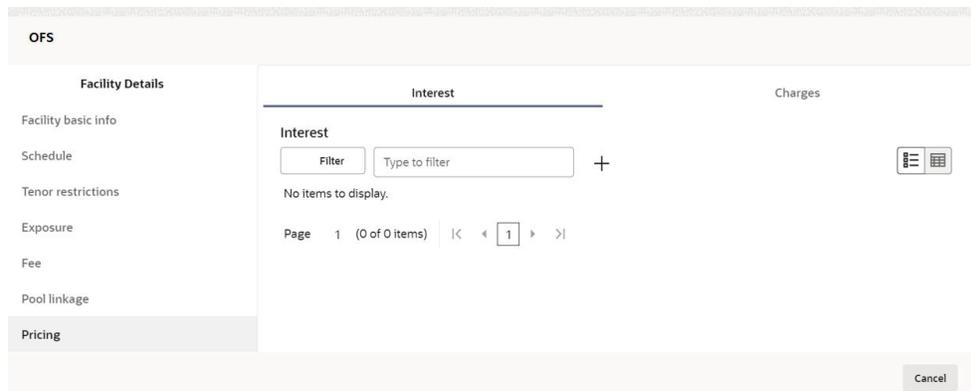 OFS
Facility Details
Facility basic info
Schedule
Tenor restrictions
Exposure
Fee
Pool linkage
Pricing
Interest
Charges
Interest
Filter
Type to filter
No items to display.
Page 1 (0 of 0 items) 1
Cancel